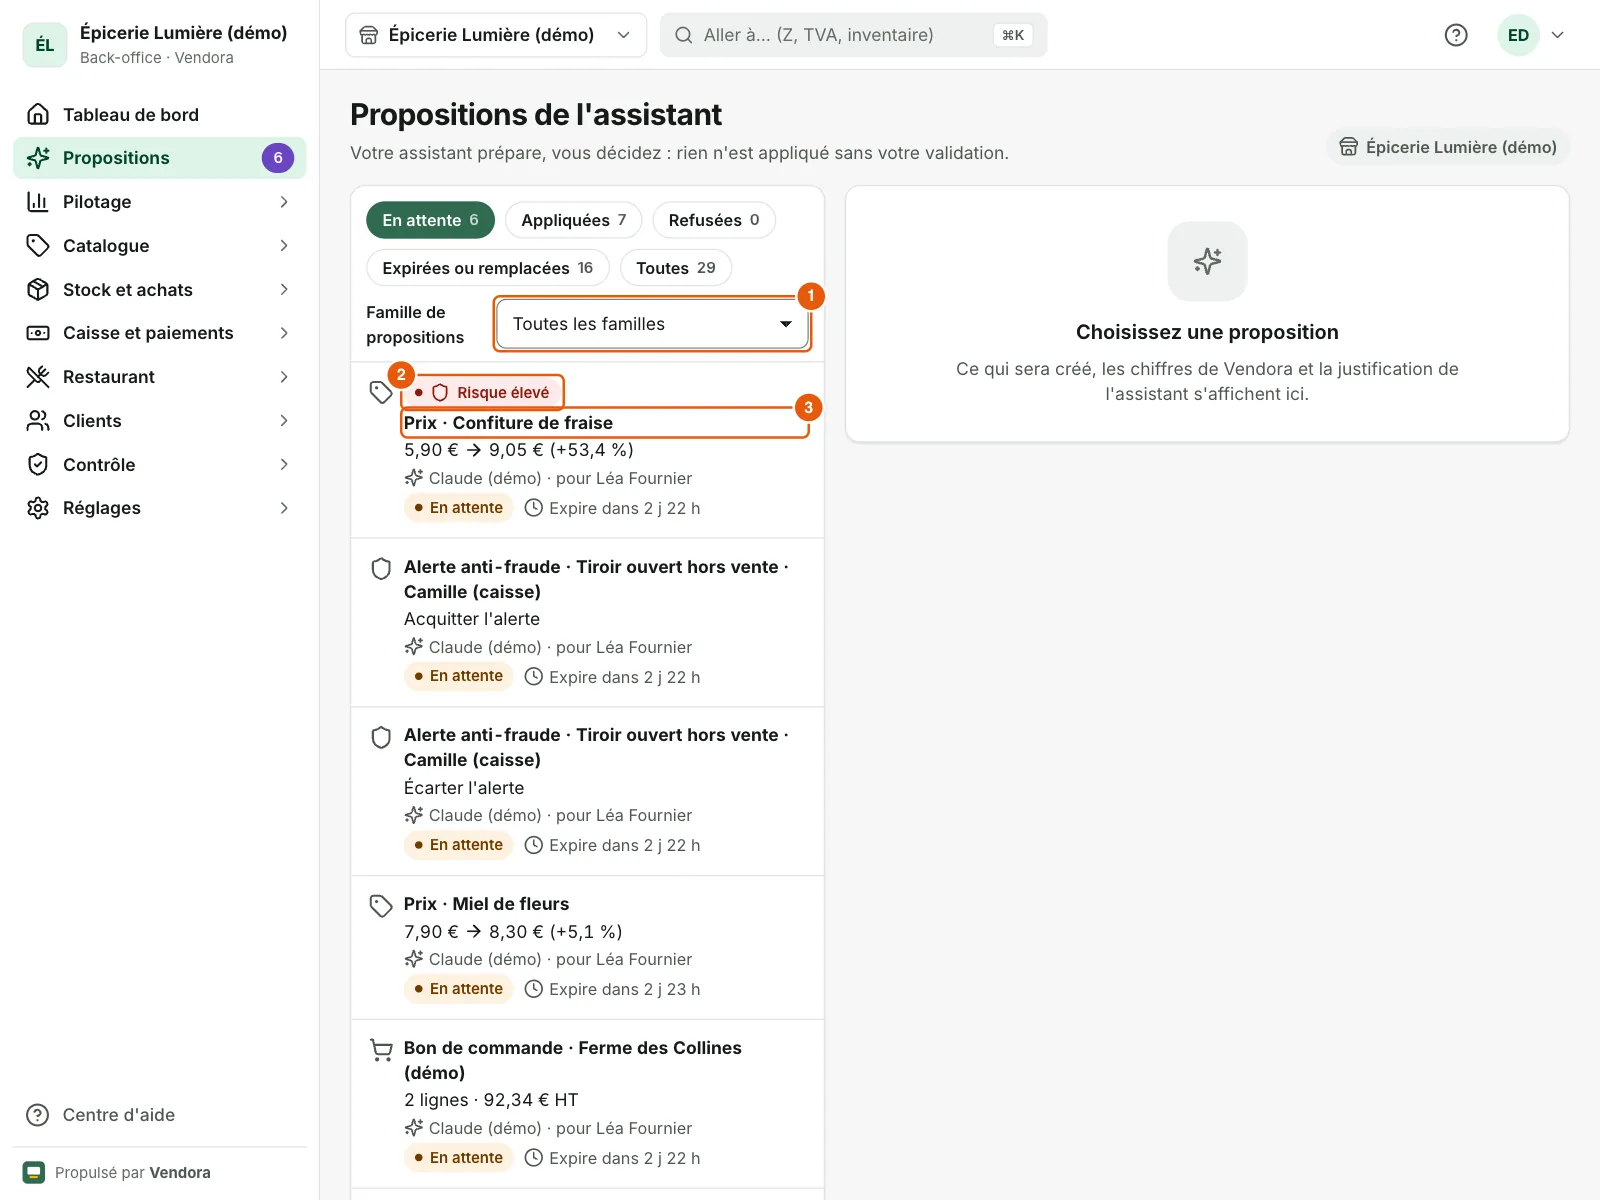 ÉL
Épicerie Lumière (démo)
Back-office · Vendora
Tableau de bord
Propositions 6
Pilotage
Catalogue
Stock et achats
Caisse et paiements
Restaurant
Clients
Contrôle
Réglages
Centre d'aide
Propulsé par Vendora
Épicerie Lumière (démo)
Aller à... (Z, TVA, inventaire) ⌘K
ED
Propositions de l'assistant
Votre assistant prépare, vous décidez : rien n'est appliqué sans votre validation.
Épicerie Lumière (démo)
En attente 6 Appliquées 7 Refusées 0
Expirées ou remplacées 16 Toutes 29
Famille de
propositions
Toutes les familles
1
2
Risque élevé
3
Prix · Confiture de fraise
5,90 € → 9,05 € (+53,4 %)
Claude (démo) · pour Léa Fournier
En attente Expire dans 2 j 22 h
Alerte anti-fraude · Tiroir ouvert hors vente ·
Camille (caisse)
Acquitter l'alerte
Claude (démo) · pour Léa Fournier
En attente Expire dans 2 j 22 h
Alerte anti-fraude · Tiroir ouvert hors vente ·
Camille (caisse)
Écarter l'alerte
Claude (démo) · pour Léa Fournier
En attente Expire dans 2 j 22 h
Prix · Miel de fleurs
7,90 € → 8,30 € (+5,1 %)
Claude (démo) · pour Léa Fournier
En attente Expire dans 2 j 23 h
Bon de commande · Ferme des Collines
(démo)
2 lignes · 92,34 € HT
Claude (démo) · pour Léa Fournier
En attente Expire dans 2 j 22 h
Choisissez une proposition
Ce qui sera créé, les chiffres de Vendora et la justification de
l'assistant s'affichent ici.